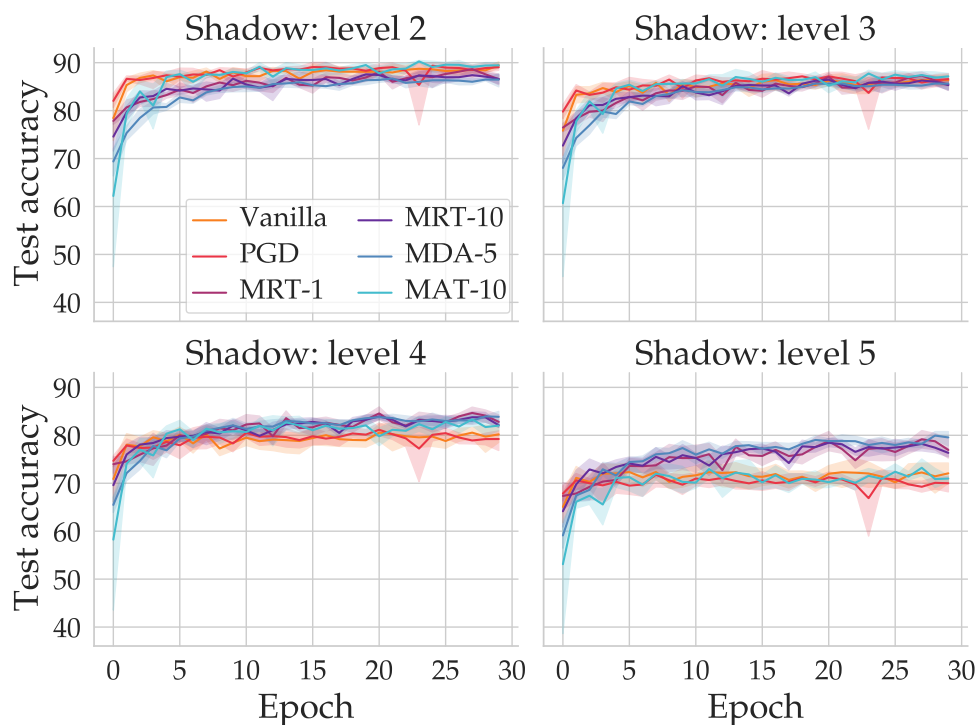 Shadow: level 2 Shadow: level 3
90
80
70
60
50
40
Test accuracy
Vanilla MRT-10
PGD MDA-5
MRT-1 MAT-10
Shadow: level 4 Shadow: level 5
90
80
70
60
50
40
Test accuracy
0 5 10 15 20 25 30 0 5 10 15 20 25 30
Epoch Epoch